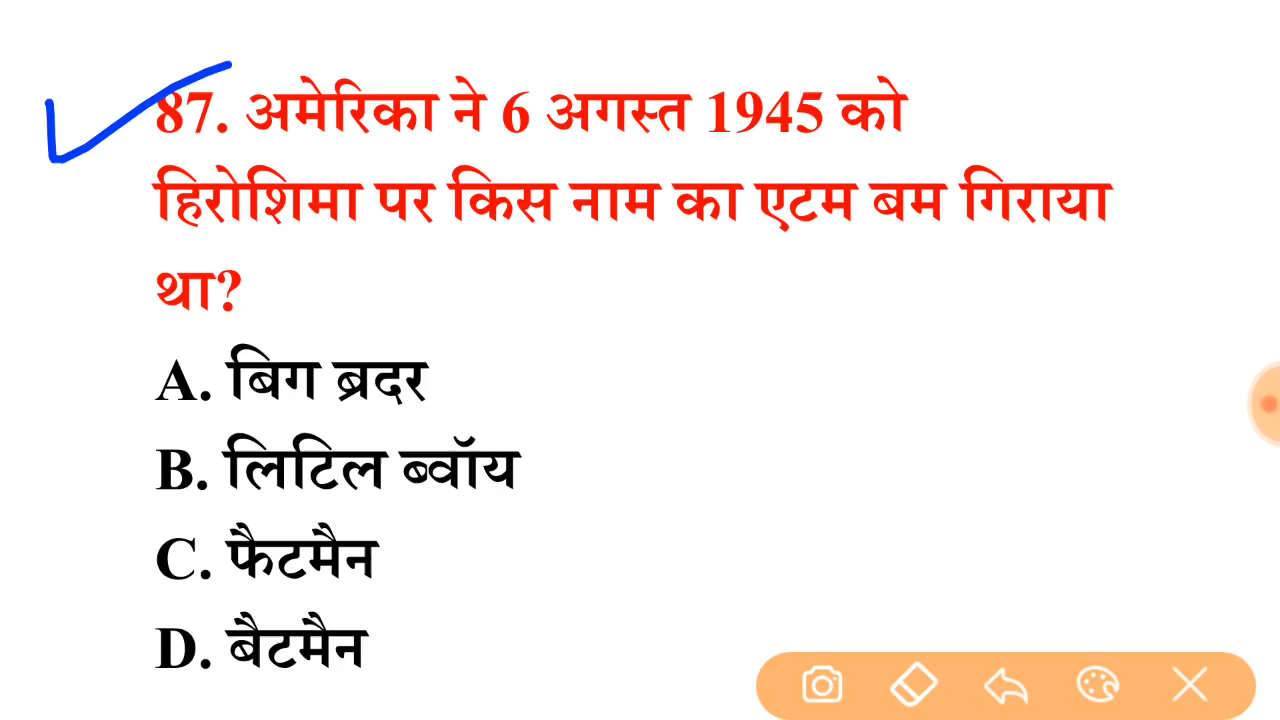 87. अमेरिका ने 6 अगस्त 1945 को
हिरोशिमा पर किस नाम का एटम बम गिराया
था?
A. बिग ब्रदर
B. लिटिल ब्वॉय
C. फैटमैन
D. बैटमैन